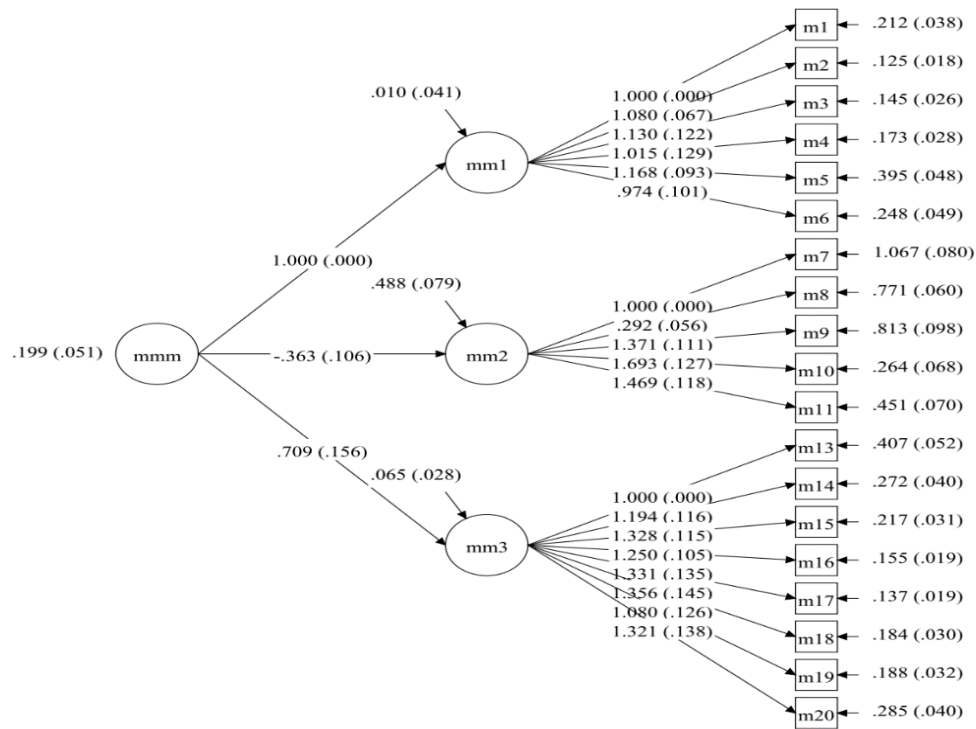 m1 .212 (.038)
m2 .125 (.018)
.010 (.041)
1.000 (.000)
1.080 (.067)
m3 .145 (.026)
1.130 (.122)
m4 .173 (.028)
1.015 (.129)
mm1
1.168 (.093)
m5 .395 (.048)
.974 (.101)
m6 .248 (.049)
m7 1.067 (.080)
1.000 (.000)
.488 (.079)
m8 .771 (.060)
1.000 (.000)
.292 (.056)
m9 .813 (.098)
1.371 (.111)
.199 (.051) mmm -.363 (.106) mm2
1.693 (.127)
m10 .264 (.068)
1.469 (.118)
m11 .451 (.070)
m13 .407 (.052)
.709 (.156)
.065 (.028)
m14 .272 (.040)
1.000 (.000)
1.194 (.116)
m15 .217 (.031)
1.328 (.115)
mm3
1.250 (.105)
m16 .155 (.019)
1.331 (.135)
1.356 (.145)
m17 .137 (.019)
1.080 (.126)
1.321 (.138)
m18 .184 (.030)
m19 .188 (.032)
m20 .285 (.040)